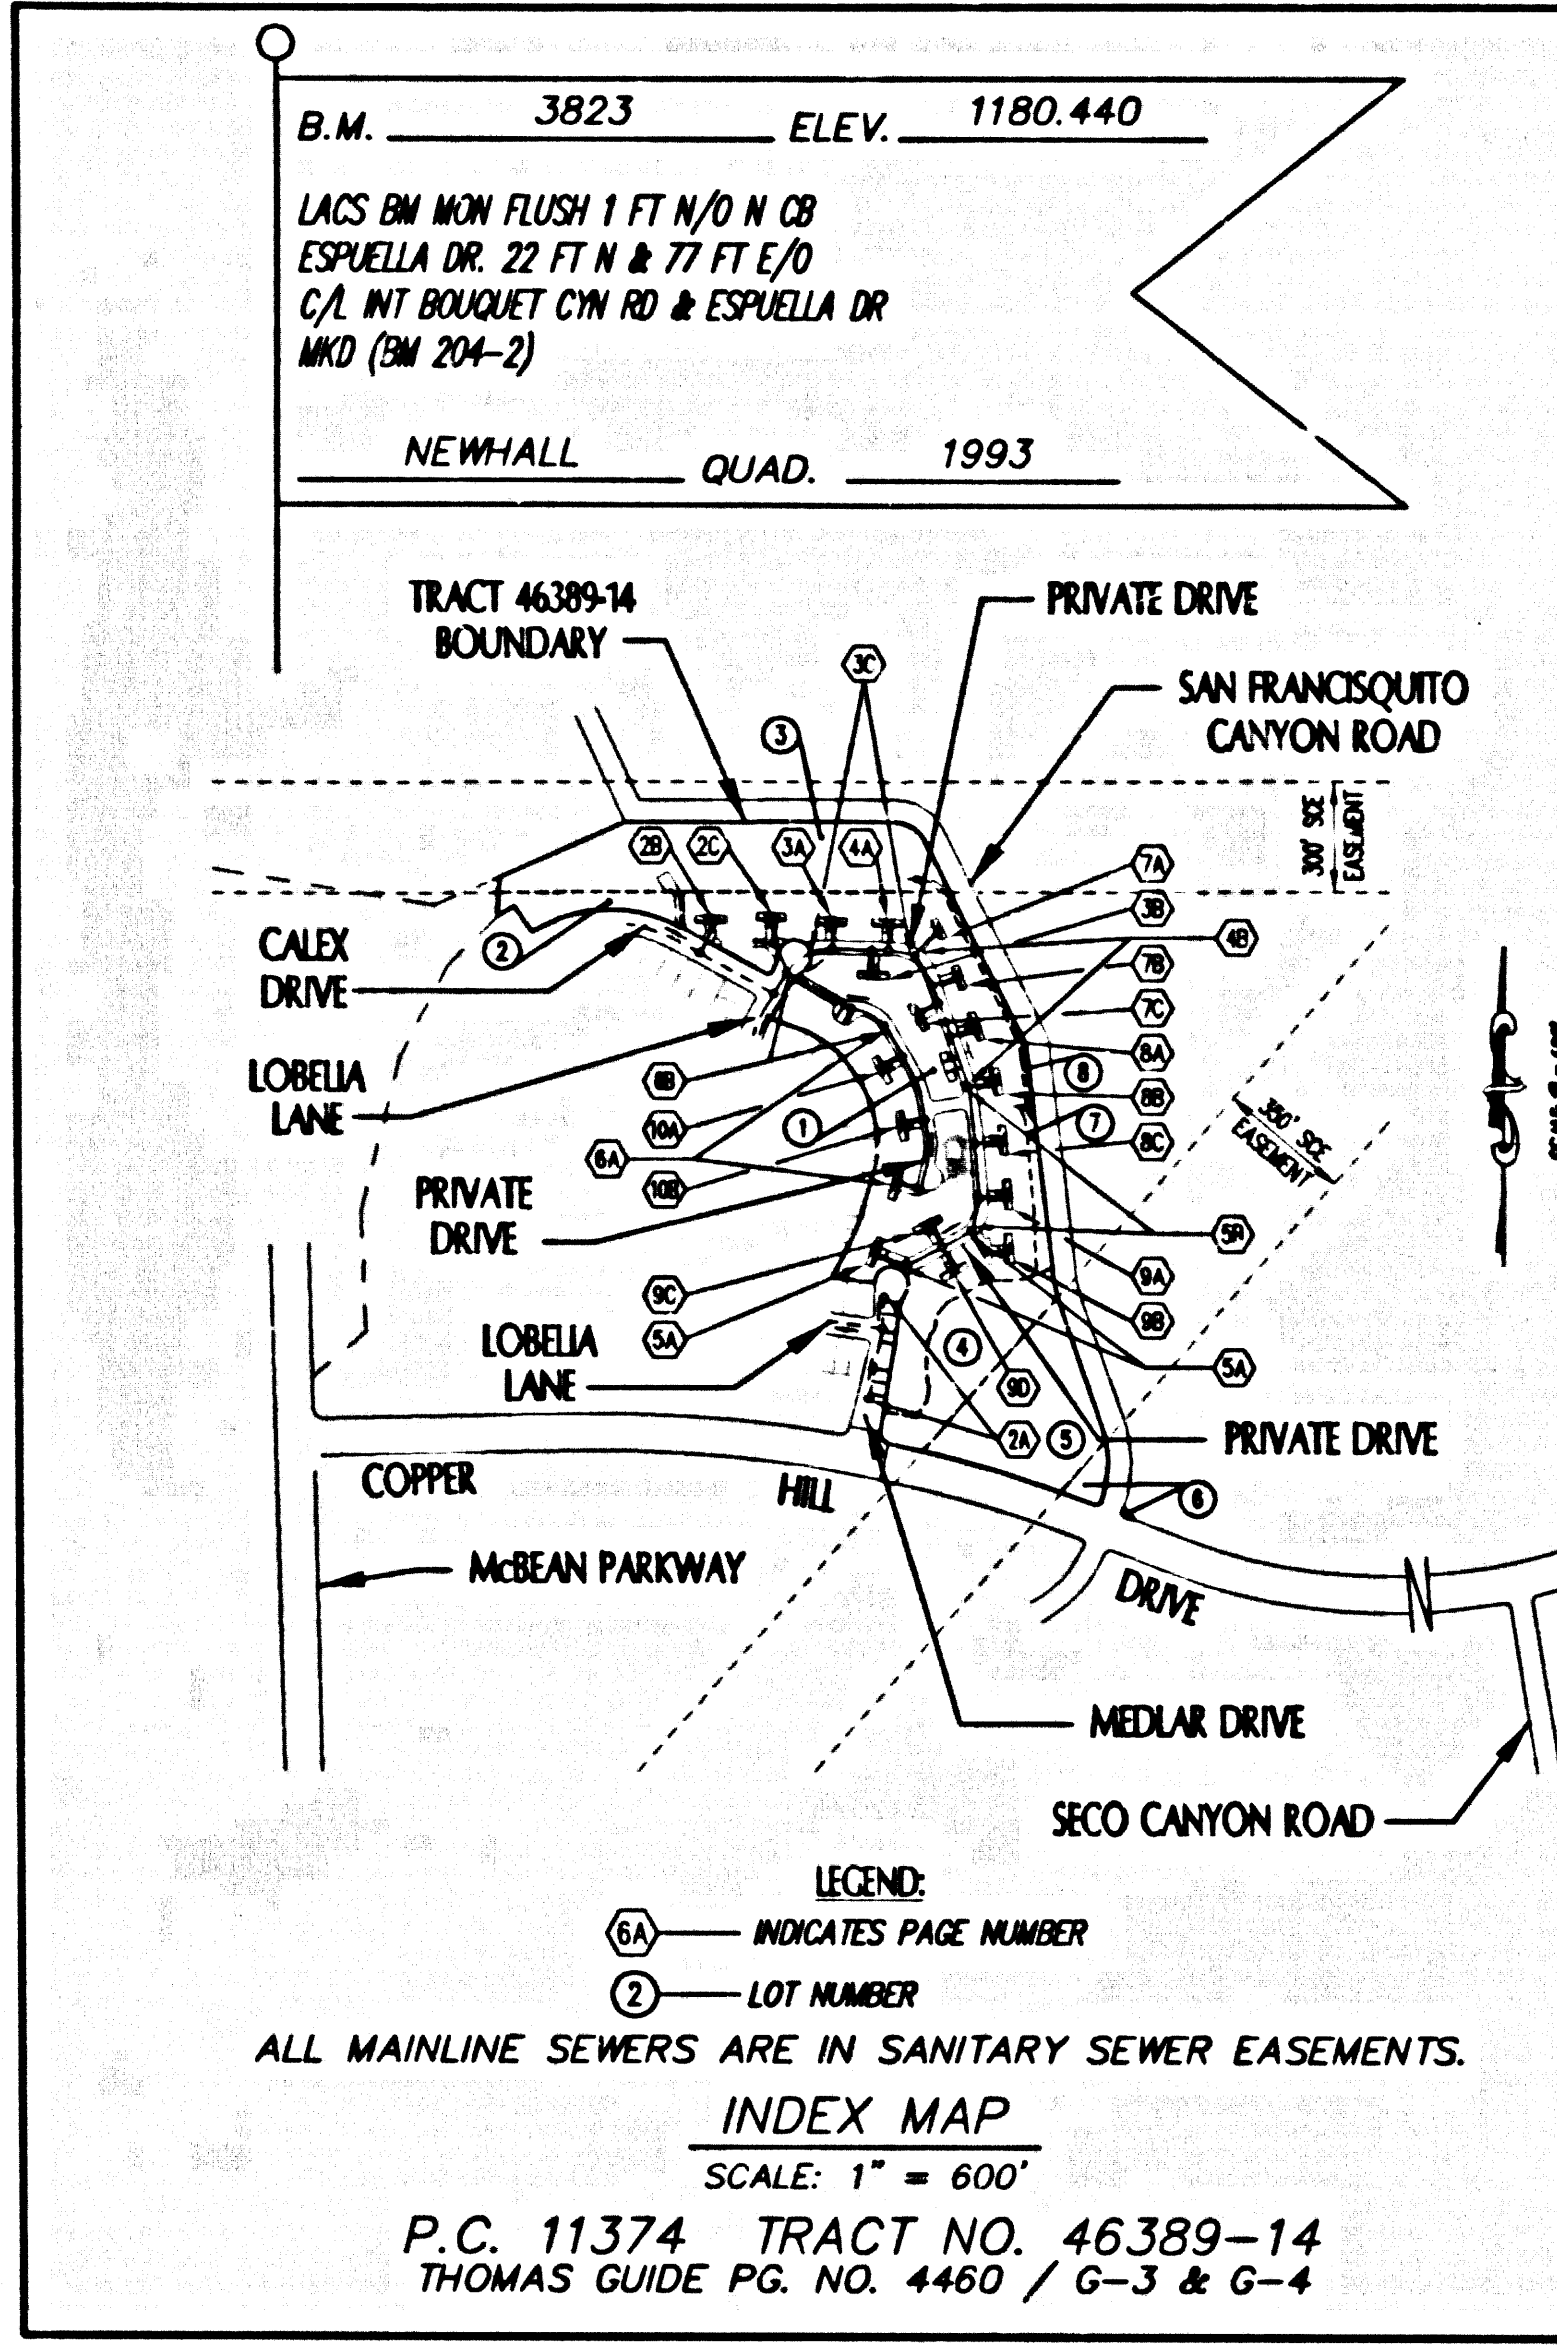 B.M. 3823 ELEV. 1180.440
LACS BM MON FLUSH 1 FT N/O N CB
ESPUELLA DR. 22 FT N & 77 FT E/O
C/L INT BOUQUET CYN RD & ESPUELLA DR
MKD (BM 204-2)
NEWHALL QUAD. 1993
TRACT 46389-14
BOUNDARY
PRIVATE DRIVE
3C
SAN FRANCISQUITO
CANYON ROAD
3
300' SCE
EASEMENT
2B
2C
3A
4A
7A
3B
4B
CALEX
DRIVE
2
7B
7C
LOBELIA
LANE
8A
8
8B
10A
1
7
8C
350' SCE
EASEMENT
6A
10B
PRIVATE
DRIVE
9A
9C
9B
LOBELIA
LANE
5A
4
5A
9D
2A
5
PRIVATE DRIVE
COPPER
HILL
6
McBEAN PARKWAY
DRIVE
MEDLAR DRIVE
SECO CANYON ROAD
LEGEND:
6A INDICATES PAGE NUMBER
2 LOT NUMBER
ALL MAINLINE SEWERS ARE IN SANITARY SEWER EASEMENTS.
INDEX MAP
SCALE: 1" = 600'
P.C. 11374 TRACT NO. 46389-14
THOMAS GUIDE PG. NO. 4460 / G-3 & G-4